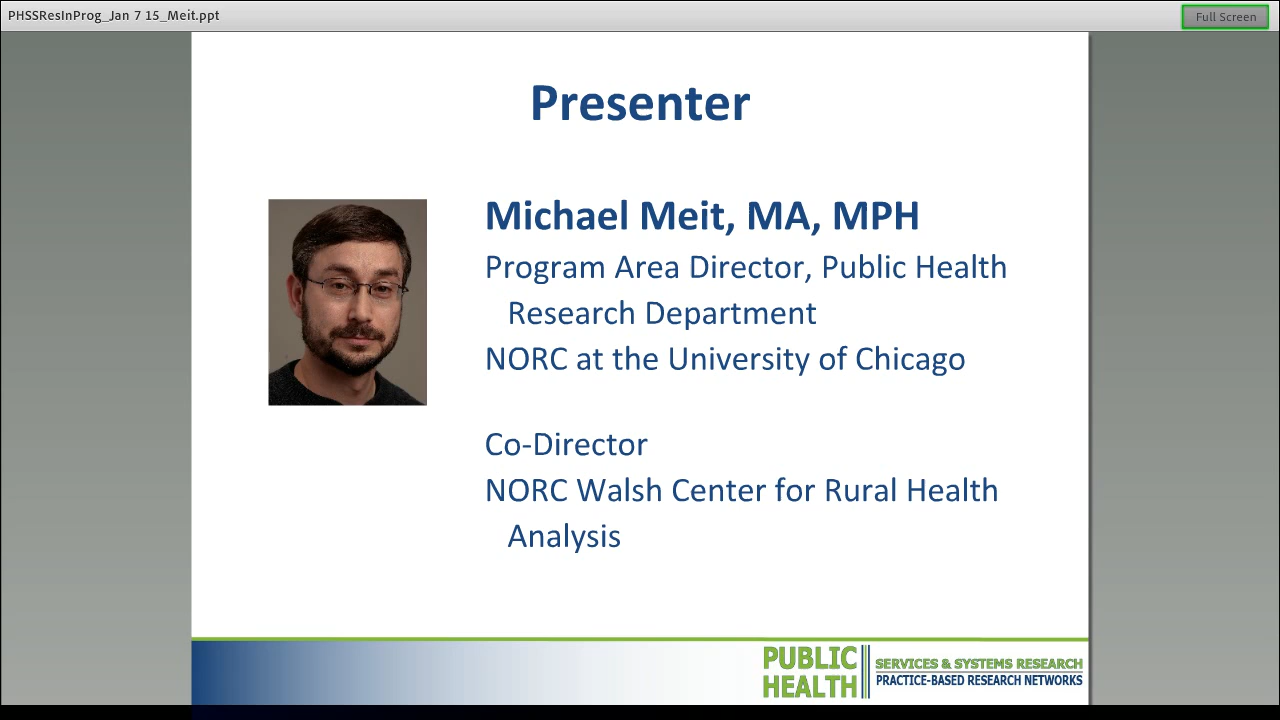 PHSSResInProg_Jan 7 15_Meit.ppt
Full Screen
Presenter
Michael Meit, MA, MPH
Program Area Director, Public Health
Research Department
NORC at the University of Chicago
Co-Director
NORC Walsh Center for Rural Health
Analysis
PUBLIC
HEALTH
SERVICES & SYSTEMS RESEARCH
PRACTICE-BASED RESEARCH NETWORKS